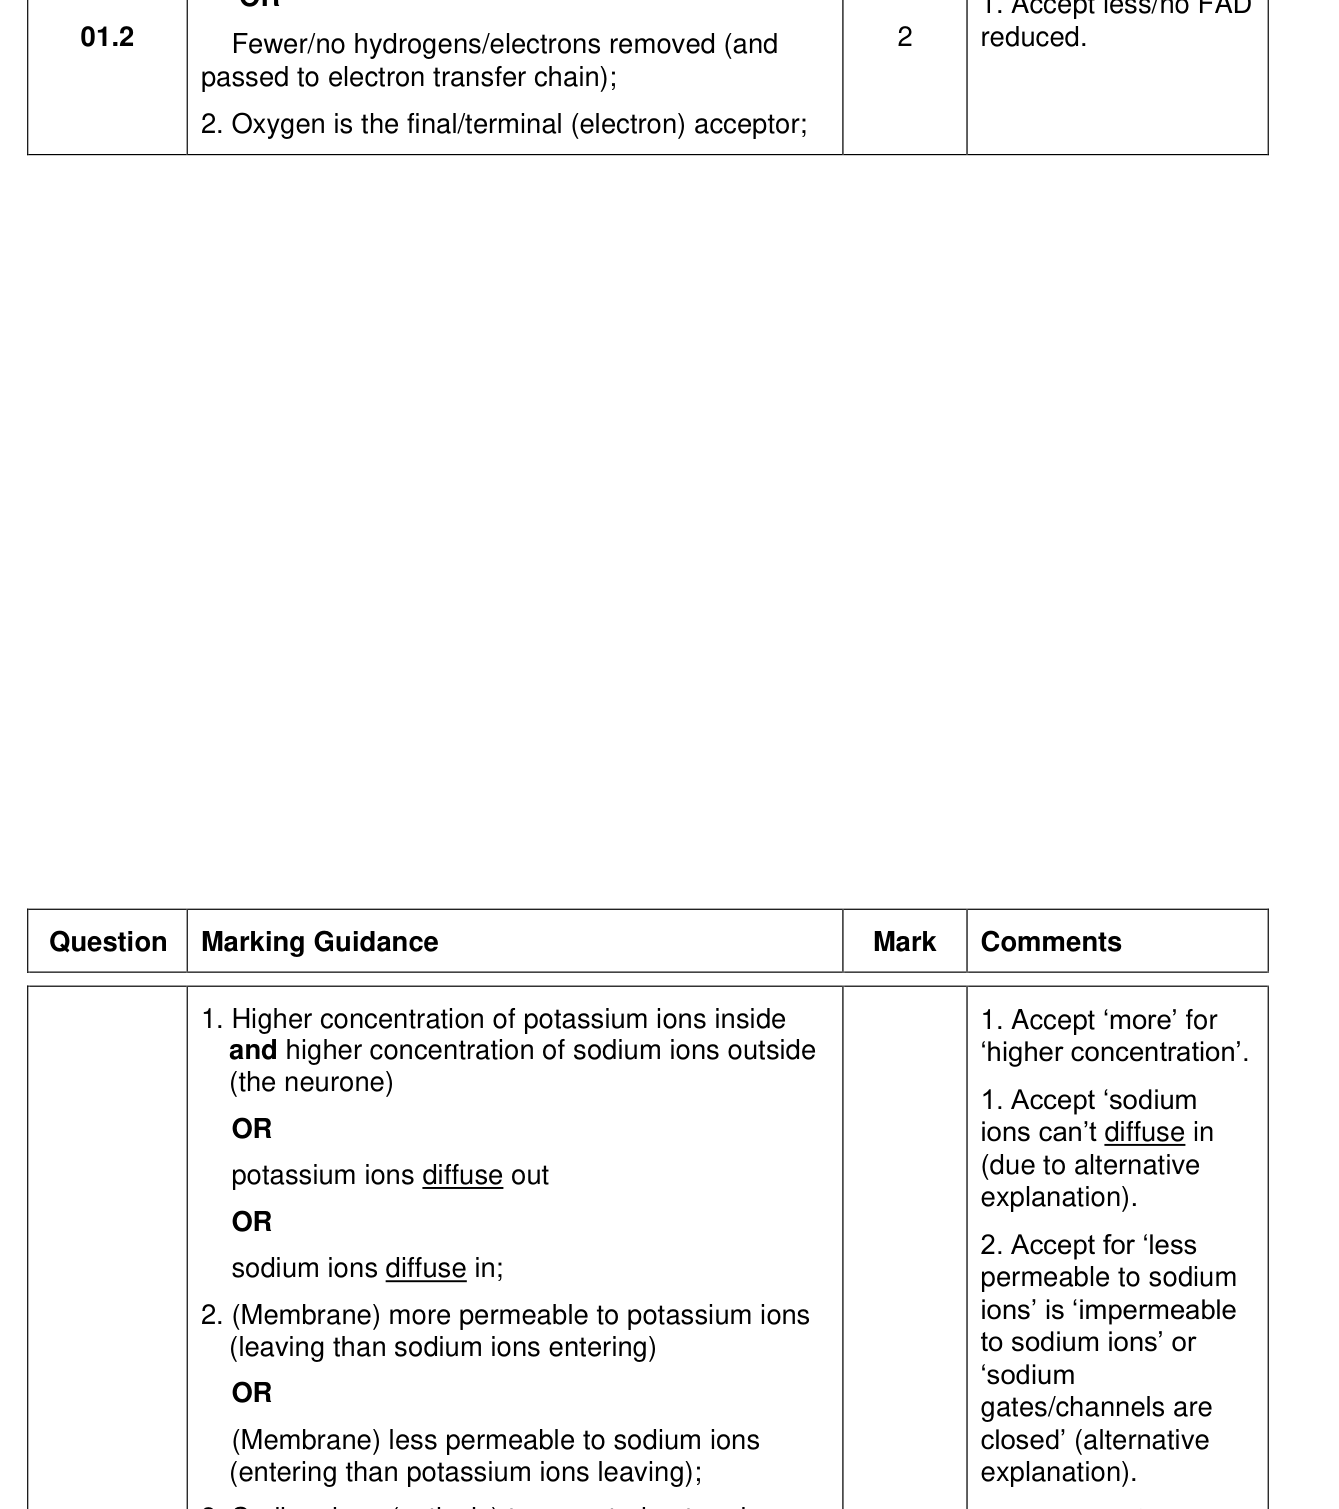 OR
1. Accept less/no FAD
01.2
Fewer/no hydrogens/electrons removed (and
2
reduced.
passed to electron transfer chain);
2. Oxygen is the final/terminal (electron) acceptor;
Question
Marking Guidance
Mark
Comments
1. Higher concentration of potassium ions inside
and higher concentration of sodium ions outside
(the neurone)
OR
potassium ions diffuse out
OR
sodium ions diffuse in;
2. (Membrane) more permeable to potassium ions
(leaving than sodium ions entering)
OR
(Membrane) less permeable to sodium ions
(entering than potassium ions leaving);
1. Accept ‘more’ for
‘higher concentration’.
1. Accept ‘sodium
ions can’t diffuse in
(due to alternative
explanation).
2. Accept for ‘less
permeable to sodium
ions’ is ‘impermeable
to sodium ions’ or
‘sodium
gates/channels are
closed’ (alternative
explanation).